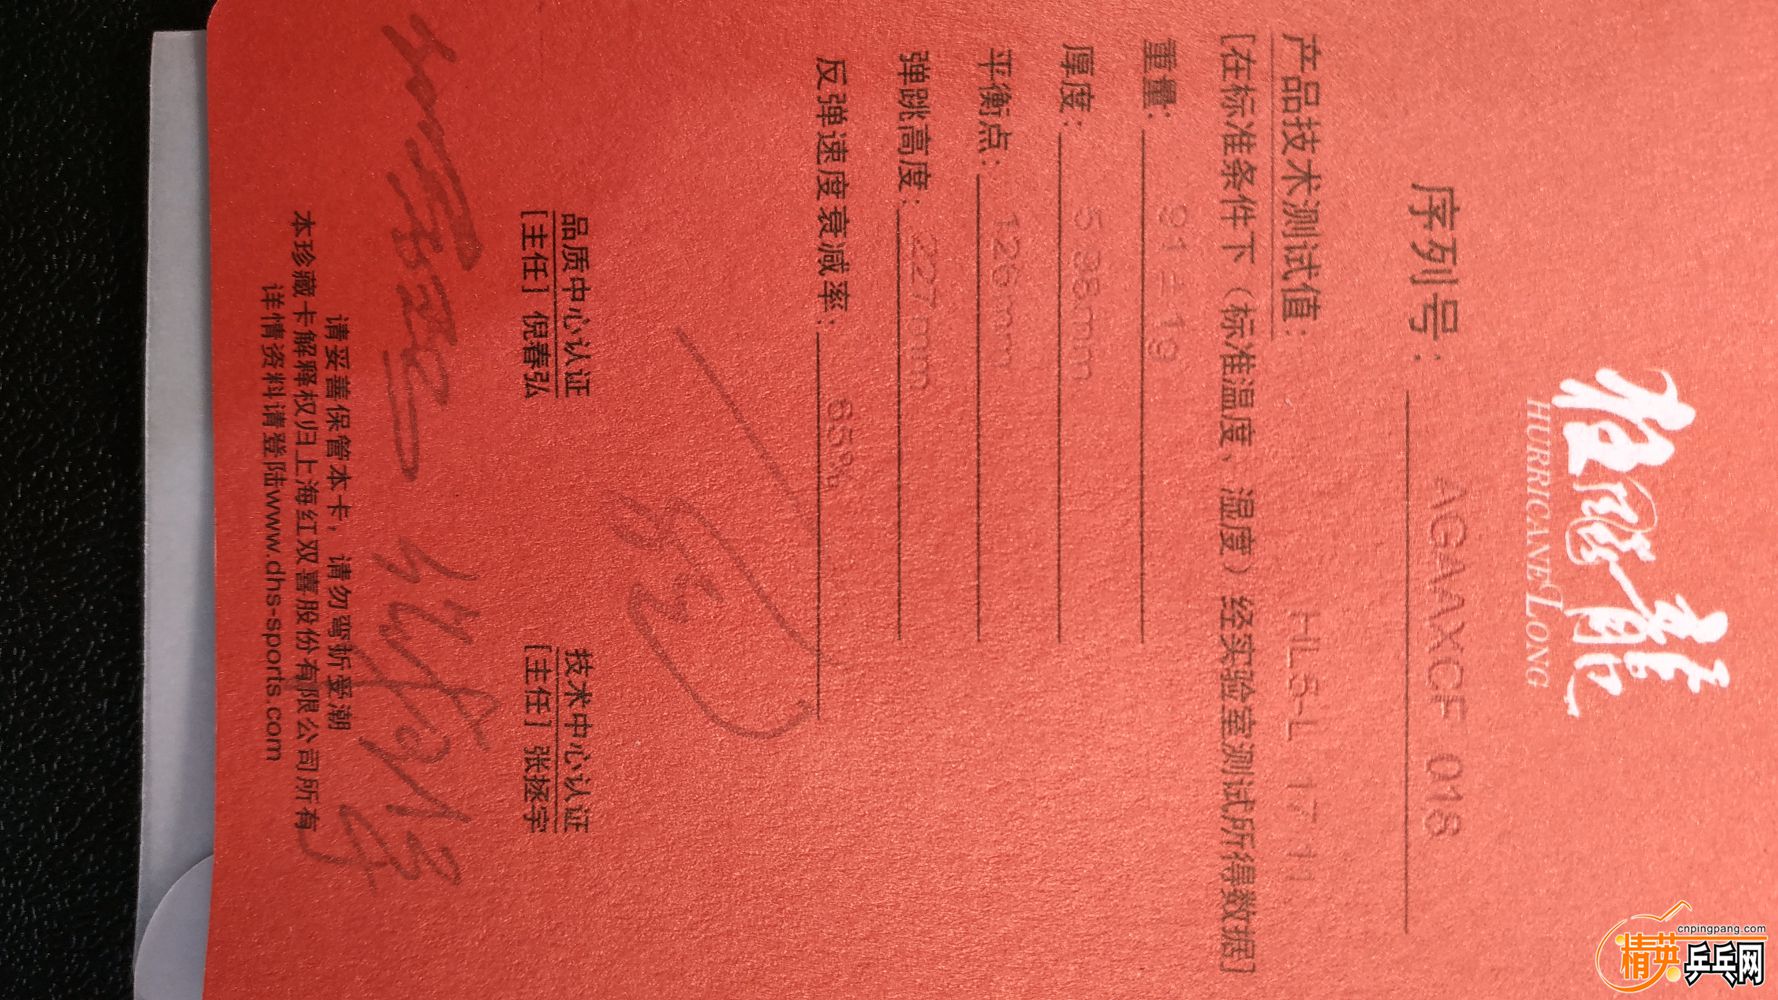 狂飚龍
HURRICANE LONG
序列号： AGAAXCF 018
产品技术测试值： HLS-L 17.11
[在标准条件下（标准温度、湿度）经实验室测试所得数据]
重量： 91±1g
厚度： 5.95mm
平衡点： 126mm
弹跳高度： 227mm
反弹速度衰减率： 65%
品质中心认证 技术中心认证
[主任] 倪春弘 [主任] 张拯宇
请妥善保管本卡，请勿弯折受潮
本珍藏卡解释权归上海红双喜股份有限公司所有
详情资料请登陆www.dhs-sports.com
cnpingpang.com
精英乒乓网